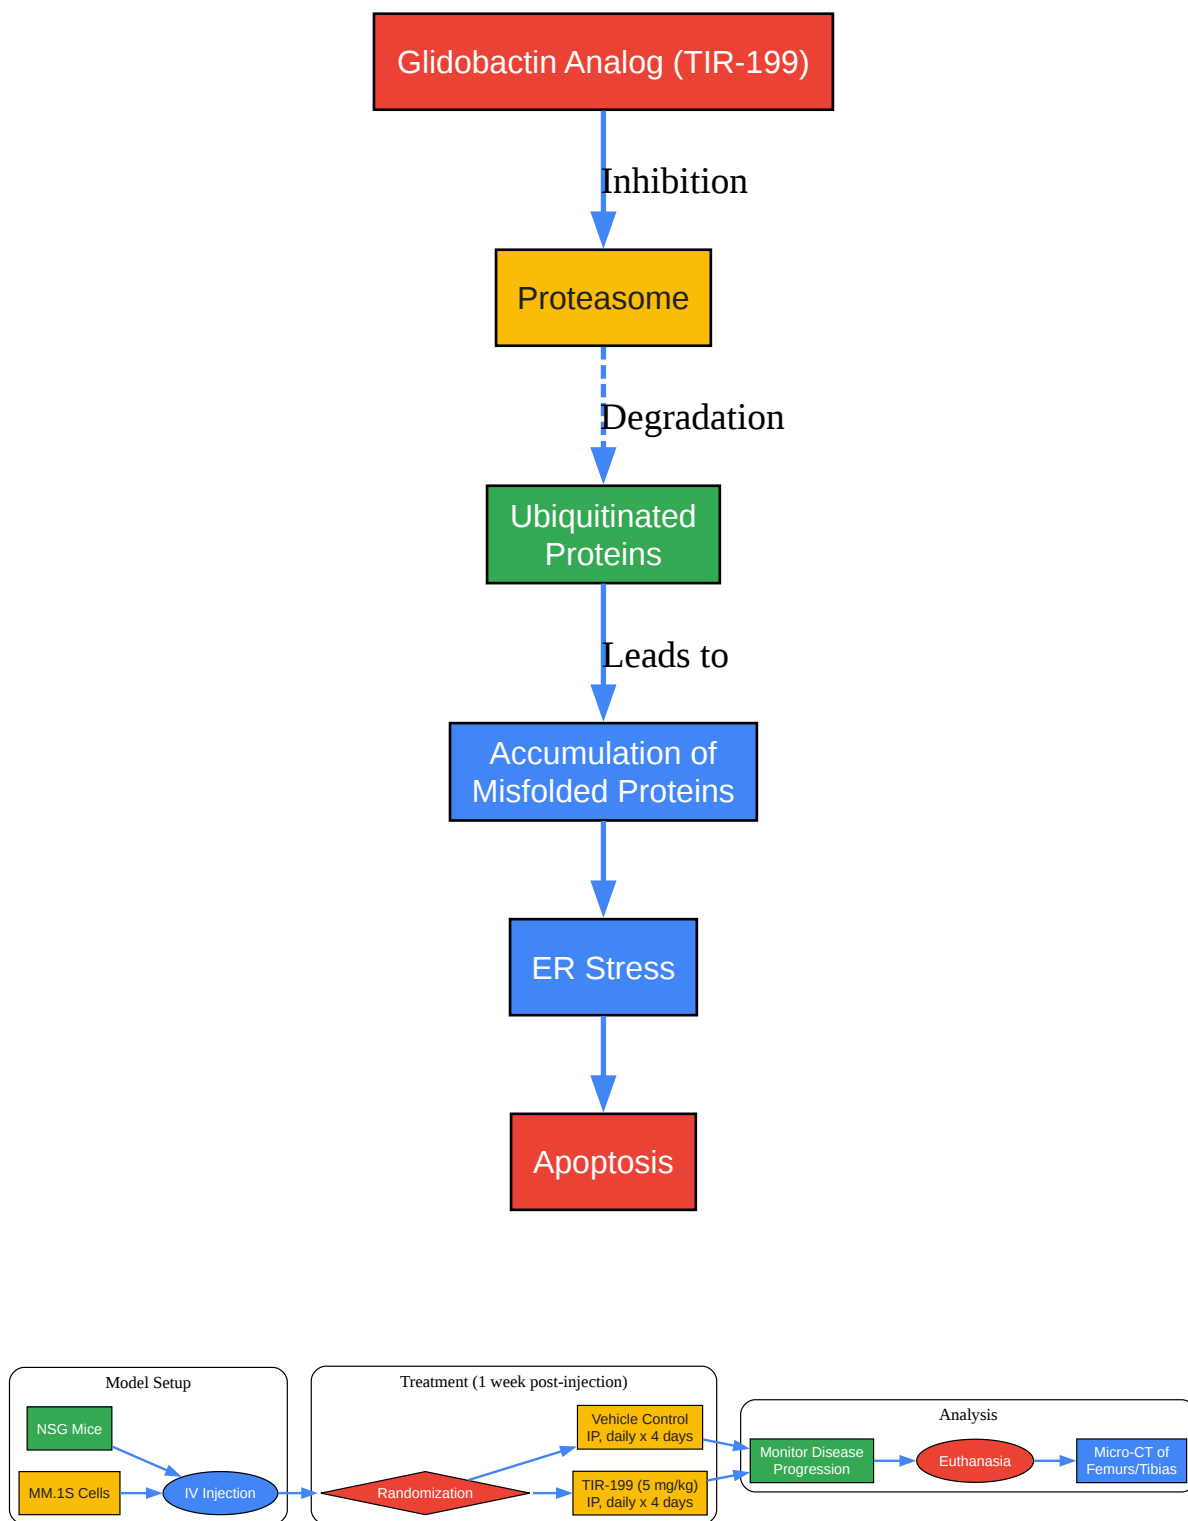 Glidobactin Analog (TIR-199)
Inhibition
Proteasome
Degradation
Ubiquitinated
Proteins
Leads to
Accumulation of
Misfolded Proteins
ER Stress
Apoptosis
Model Setup
NSG Mice
MM.1S Cells
IV Injection
Treatment (1 week post-injection)
Randomization
Vehicle Control
IP, daily x 4 days
TIR-199 (5 mg/kg)
IP, daily x 4 days
Analysis
Monitor Disease
Progression
Euthanasia
Micro-CT of
Femurs/Tibias